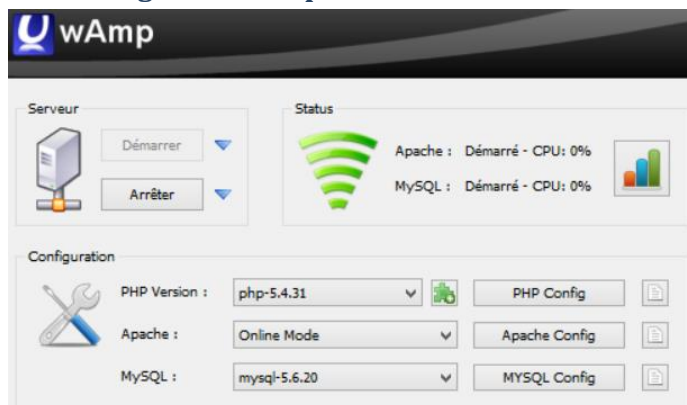 wAmp
Serveur
Status
Démarrer
Apache : Démarré - CPU: 0%
Arrêter
MySQL : Démarré - CPU: 0%
Configuration
PHP Version : php-5.4.31 PHP Config
Apache : Online Mode Apache Config
MySQL : mysql-5.6.20 MYSQL Config